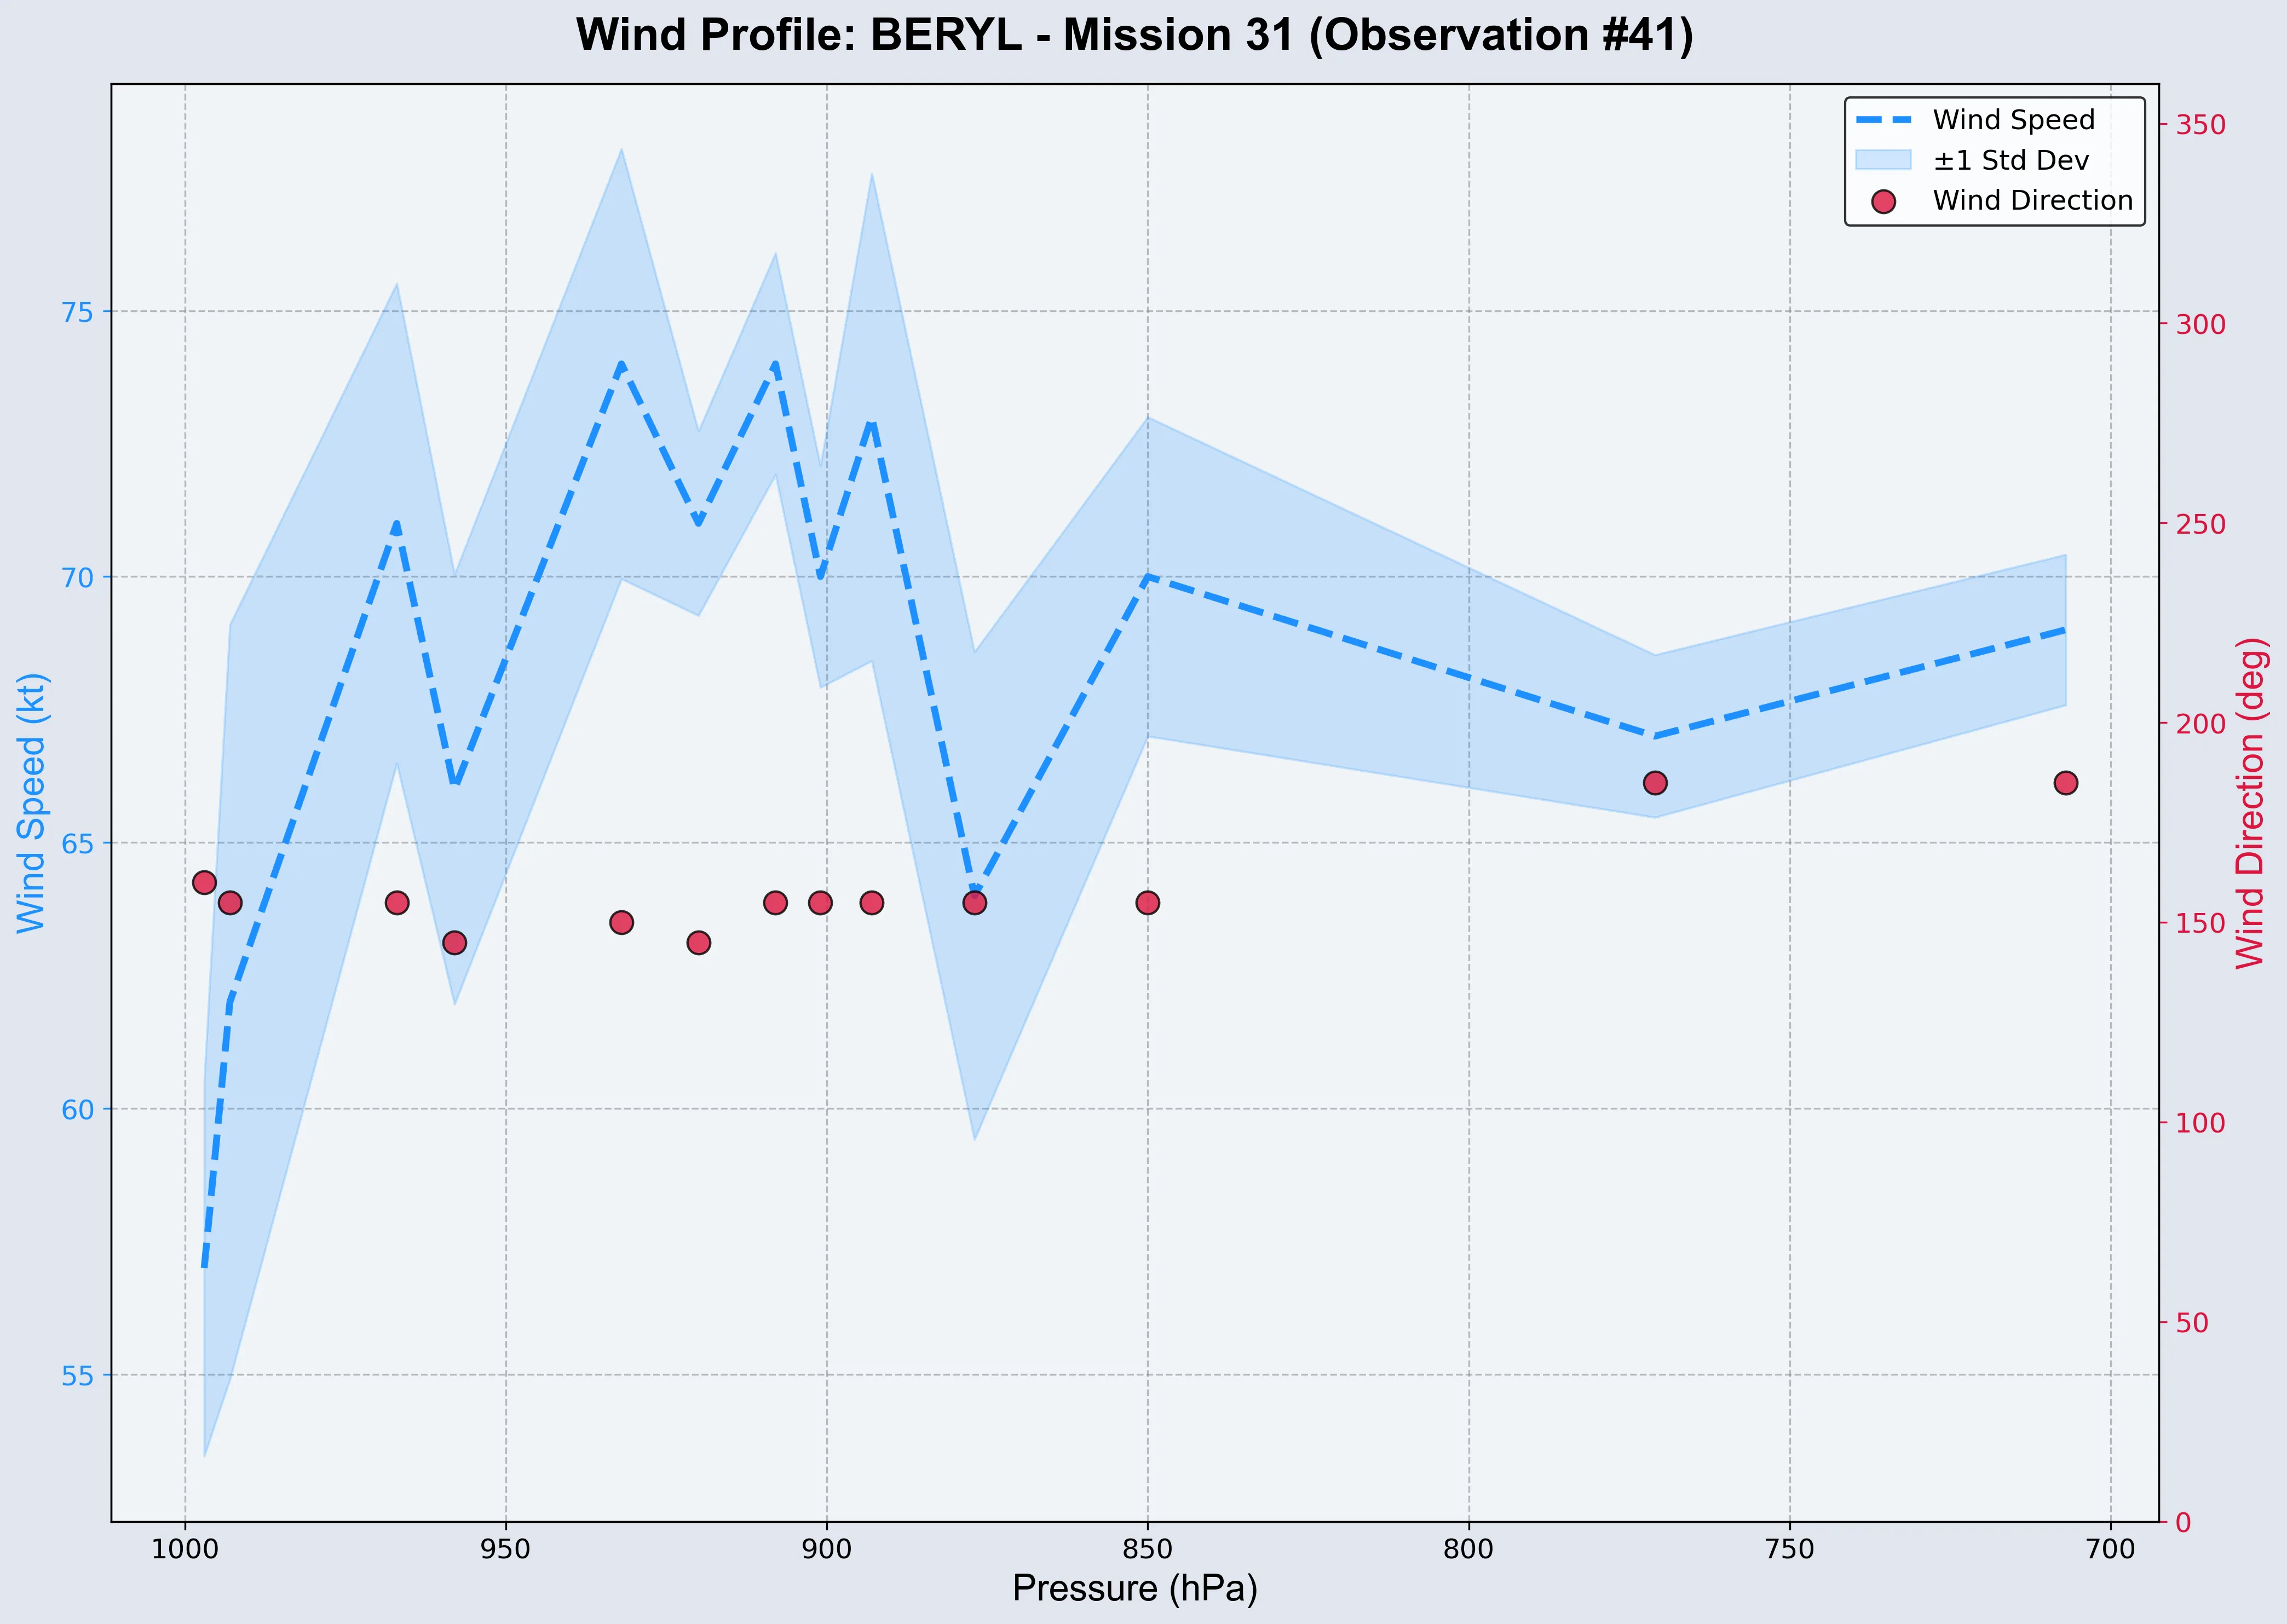 Wind Profile: BERYL - Mission 31 (Observation #41)
Wind Speed
±1 Std Dev
Wind Direction
Wind Speed (kt)
75
70
65
60
55
350
300
250
200
150
100
50
0
Wind Direction (deg)
1000
950
900
850
800
750
700
Pressure (hPa)